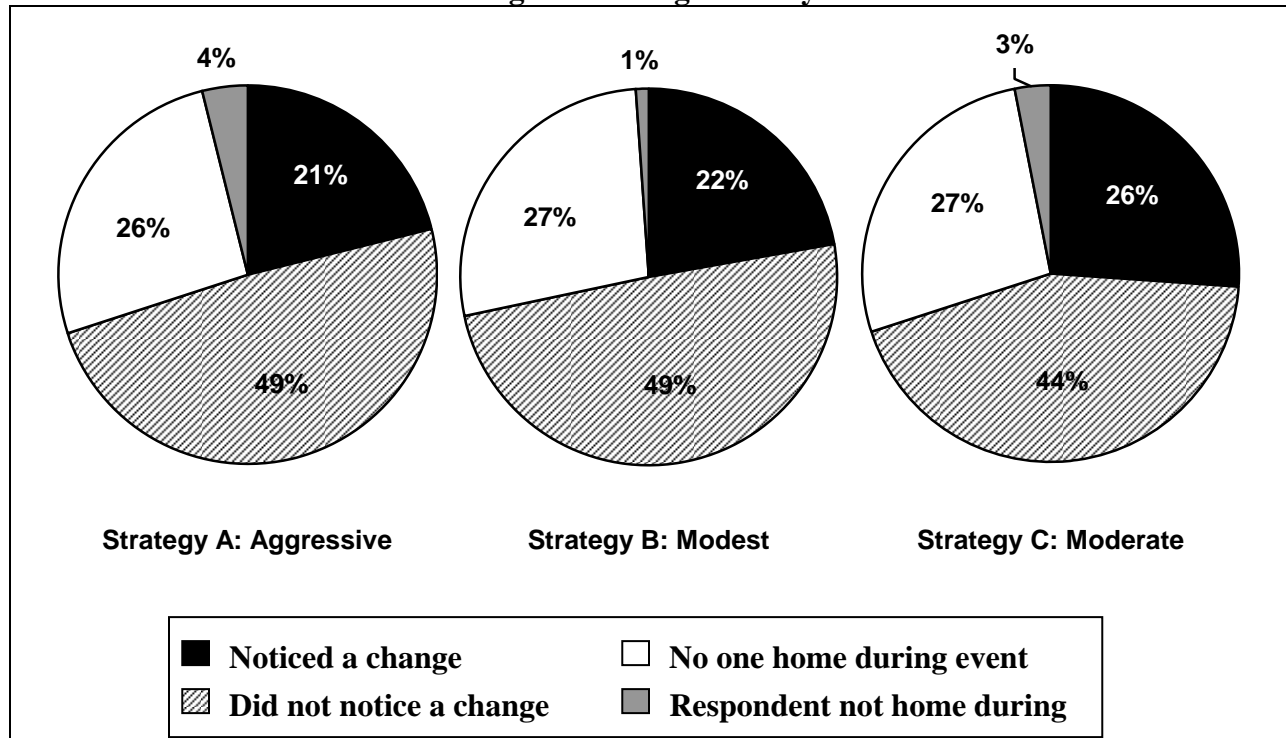 4%
1%
3%
21%
22%
26%
26%
27%
27%
49%
49%
44%
Strategy A: Aggressive
Strategy B: Modest
Strategy C: Moderate
Noticed a change
No one home during event
Did not notice a change
Respondent not home during